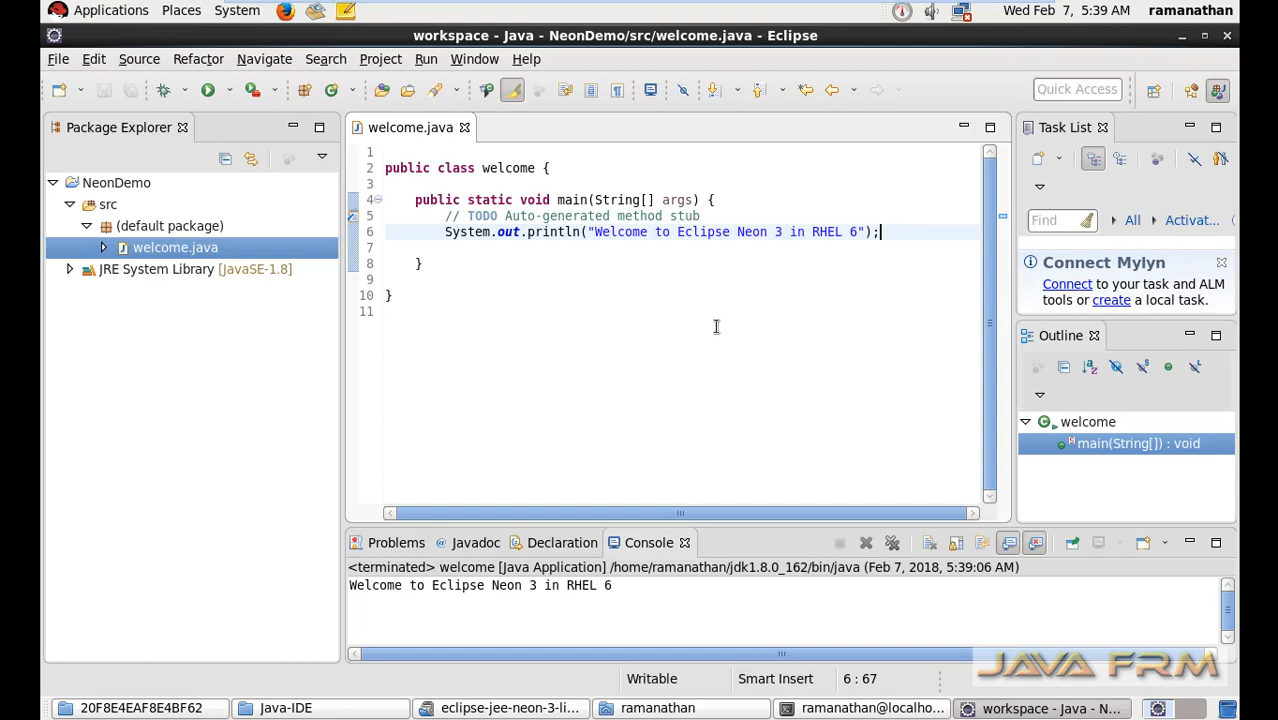 Applications Places System
Wed Feb 7, 5:39 AM ramanathan
workspace - Java - NeonDemo/src/welcome.java - Eclipse
File Edit Source Refactor Navigate Search Project Run Window Help
Quick Access
Package Explorer
NeonDemo
src
(default package)
welcome.java
JRE System Library [JavaSE-1.8]
welcome.java
1
2 public class welcome {
3
4 public static void main(String[] args) {
5 // TODO Auto-generated method stub
6 System.out.println("Welcome to Eclipse Neon 3 in RHEL 6");
7
8 }
9
10 }
11
Task List
Find All Activat...
Connect Mylyn
Connect to your task and ALM
tools or create a local task.
Outline
welcome
main(String[]) : void
Problems Javadoc Declaration Console
<terminated> welcome [Java Application] /home/ramanathan/jdk1.8.0_162/bin/java (Feb 7, 2018, 5:39:06 AM)
Welcome to Eclipse Neon 3 in RHEL 6
JAVA FRM
Writable Smart Insert 6 : 67
20F8E4EAF8E4BF62 Java-IDE eclipse-jee-neon-3-li... ramanathan ramanathan@localho... workspace - Java - N...